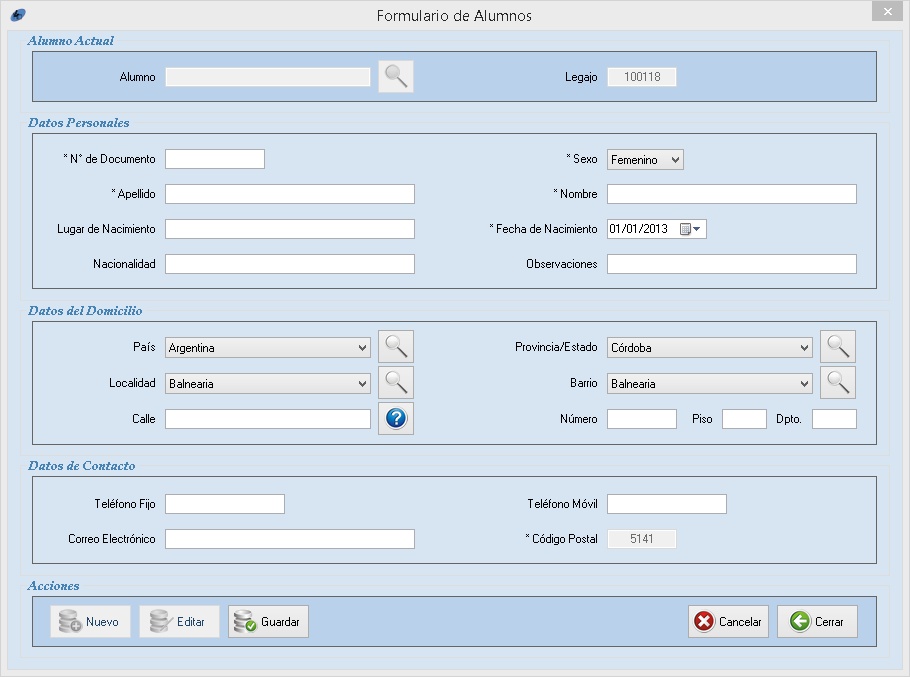 Formulario de Alumnos
Alumno Actual
Alumno Legajo 100118
Datos Personales
* N° de Documento * Sexo Femenino
* Apellido * Nombre
Lugar de Nacimiento * Fecha de Nacimiento 01/01/2013
Nacionalidad Observaciones
Datos del Domicilio
País Argentina Provincia/Estado Córdoba
Localidad Balnearia Barrio Balnearia
Calle ? Número Piso Dpto.
Datos de Contacto
Teléfono Fijo Teléfono Móvil
Correo Electrónico * Código Postal 5141
Acciones
Nuevo Editar Guardar Cancelar Cerrar